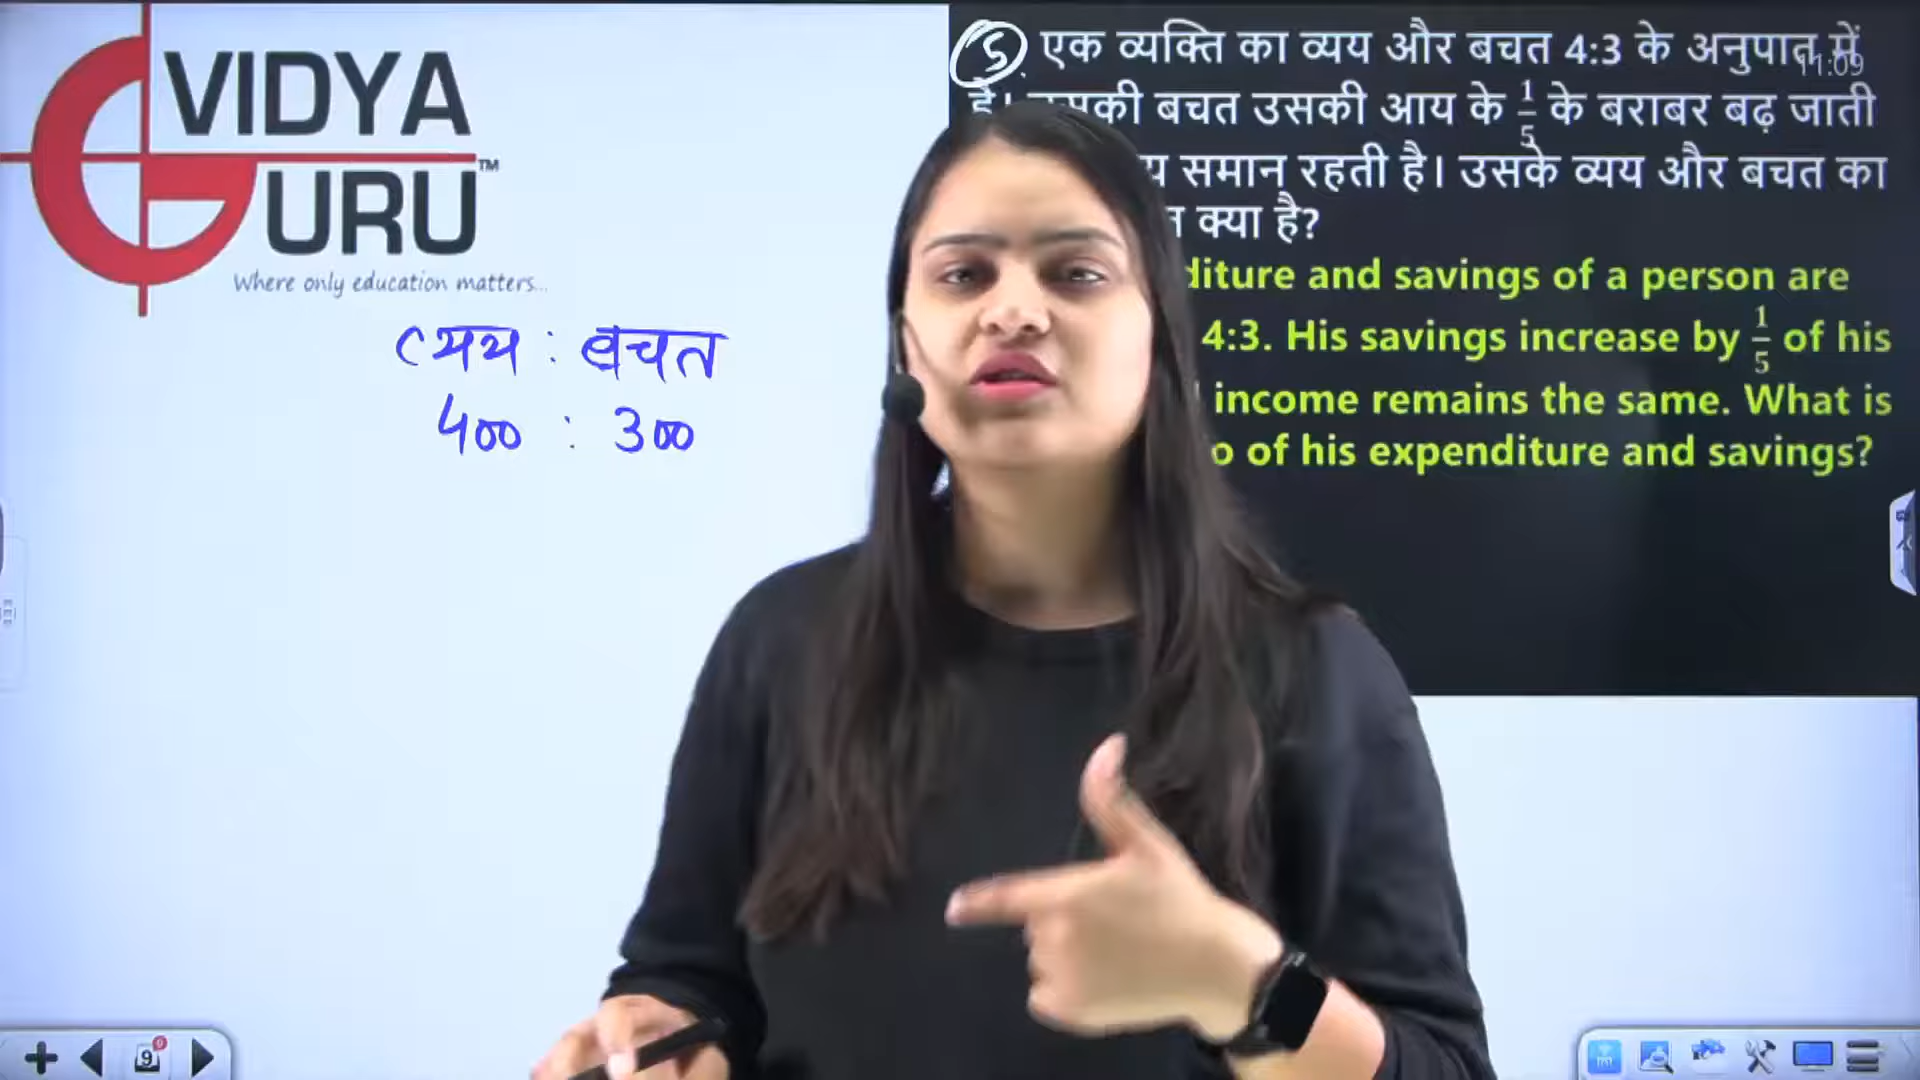 VIDYA
GURU™
Where only education matters...
व्यय : बचत
400 : 300
5. एक व्यक्ति का व्यय और बचत 4:3 के अनुपात में
11:09
है। उसकी बचत उसकी आय के 1/5 के बराबर बढ़ जाती
समान रहती है। उसके व्यय और बचत का
क्या है?
and savings of a person are
4:3. His savings increase by 1/5 of his
income remains the same. What is
of his expenditure and savings?
9
9